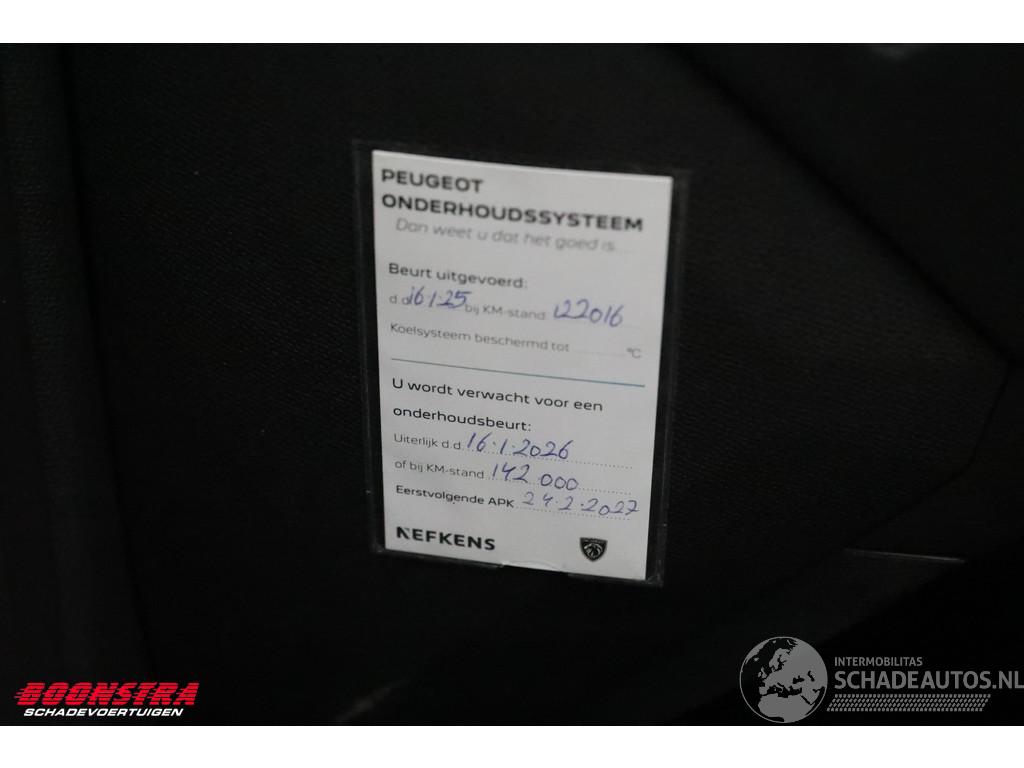 PEUGEOT
ONDERHOUDSSYSTEEM
Dan weet u dat het goed is...
Beurt uitgevoerd:
d.d. 16.1.25 bij KM-stand 122016
Koelsysteem beschermd tot ............ °C
U wordt verwacht voor een
onderhoudsbeurt:
Uiterlijk d.d. 16.1.2026
of bij KM-stand 142 000
Eerstvolgende APK 24.2.2027
NEFKENS
BOONSTRA
SCHADEVOERTUIGEN
INTERMOBILITAS
SCHADEAUTOS.NL